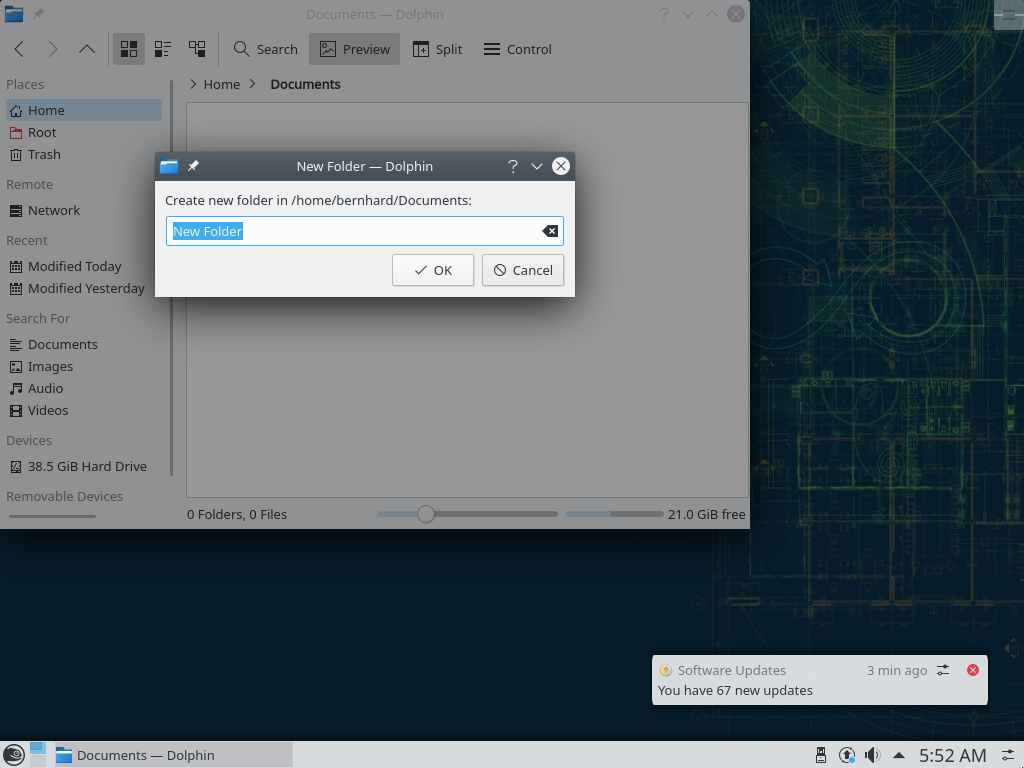 Documents — Dolphin
Search
Preview
Split
Control
Places
Home
Root
Trash
Remote
Network
Recent
Modified Today
Modified Yesterday
Search For
Documents
Images
Audio
Videos
Devices
38.5 GiB Hard Drive
Removable Devices
Home
Documents
New Folder — Dolphin
Create new folder in /home/bernhard/Documents:
New Folder
OK
Cancel
0 Folders, 0 Files
21.0 GiB free
Software Updates
3 min ago
You have 67 new updates
Documents — Dolphin
5:52 AM